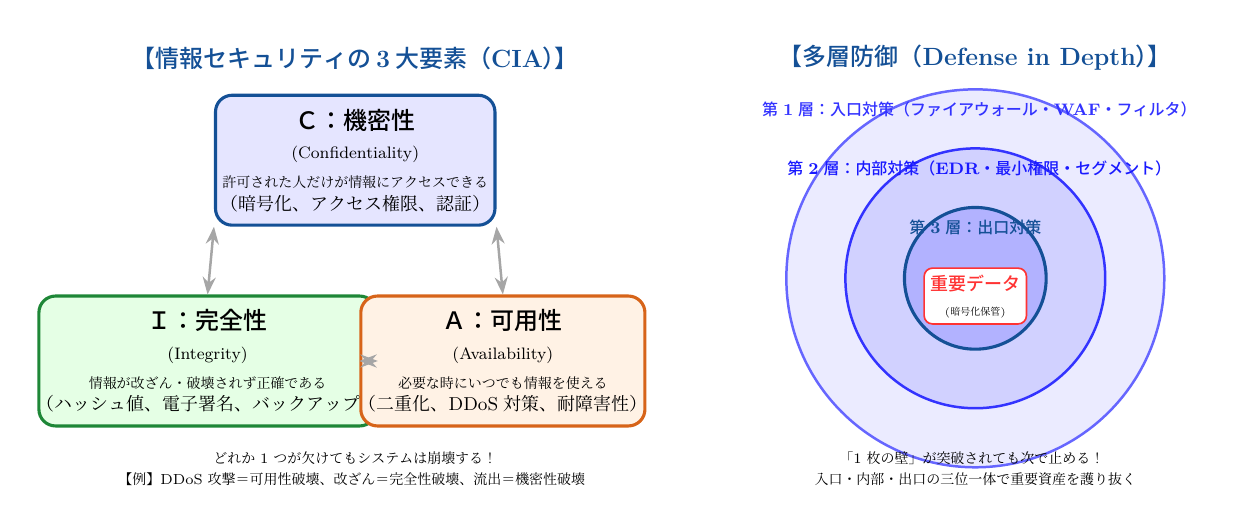 【情報セキュリティの 3 大要素（CIA）】
C：機密性
(Confidentiality)
許可された人だけが情報にアクセスできる
（暗号化、アクセス権限、認証）
I：完全性
(Integrity)
情報が改ざん・破壊されず正確である
（ハッシュ値、電子署名、バックアップ
A：可用性
(Availability)
必要な時にいつでも情報を使える
（二重化、DDoS 対策、耐障害性）
どれか 1 つが欠けてもシステムは崩壊する！
【例】DDoS 攻撃＝可用性破壊、改ざん＝完全性破壊、流出＝機密性破壊
【多層防御（Defense in Depth）】
第 1 層：入口対策（ファイアウォール・WAF・フィルタ）
第 2 層：内部対策（EDR・最小権限・セグメント）
第 3 層：出口対策
重要データ
(暗号化保管)
「1 枚の壁」が突破されても次で止める！
入口・内部・出口の三位一体で重要資産を護り抜く